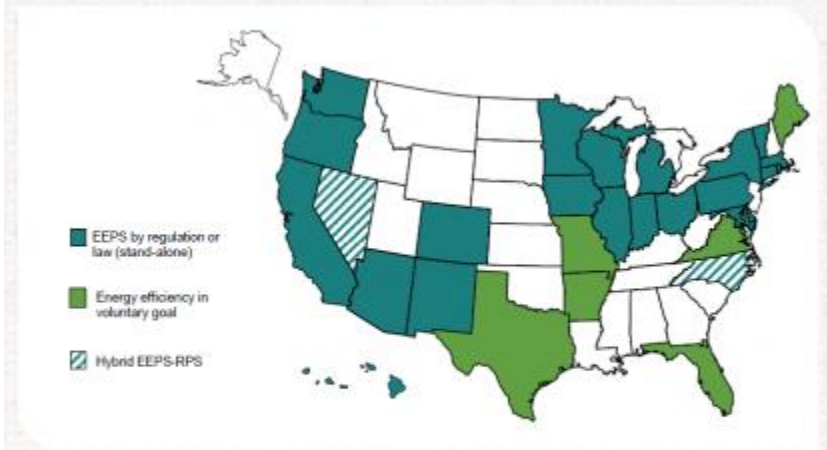 EEPS by regulation or
law (stand-alone)
Energy efficiency in
voluntary goal
Hybrid EEPS-RPS